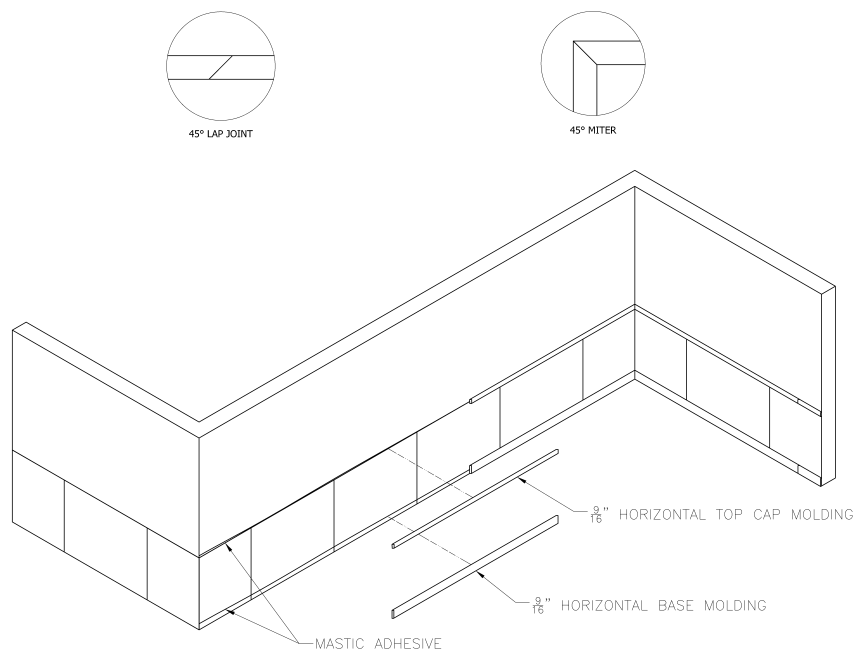 45° LAP JOINT
45° MITER
9/16" HORIZONTAL TOP CAP MOLDING
9/16" HORIZONTAL BASE MOLDING
MASTIC ADHESIVE